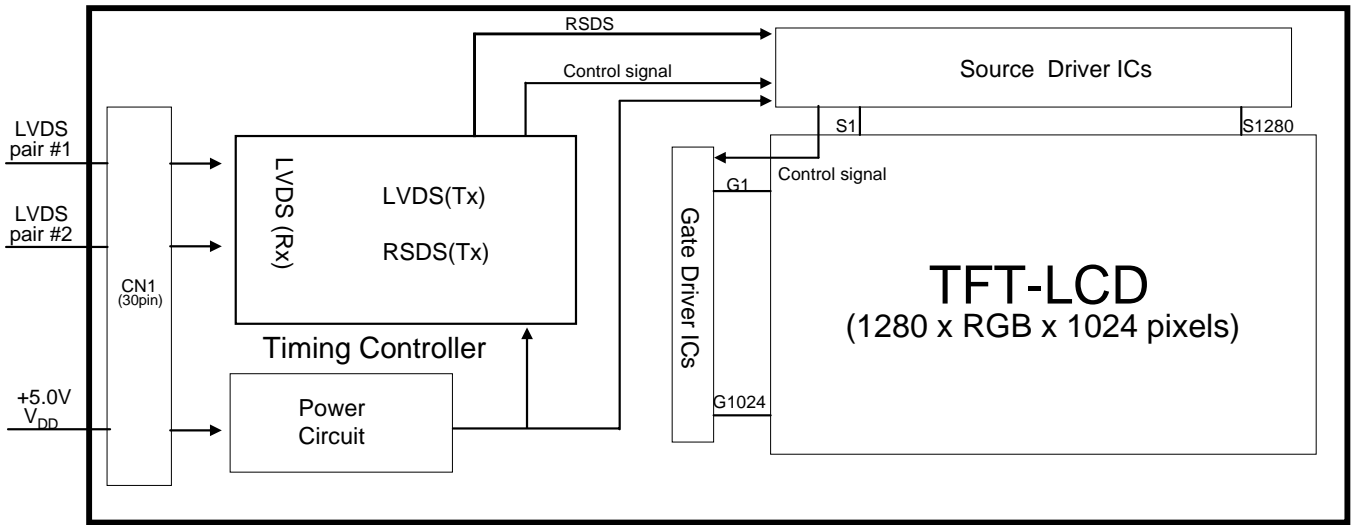 RSDS
Control signal
Source Driver ICs
S1
S1280
LVDS
pair #1
LVDS
pair #2
CN1
(30pin)
LVDS (Rx)
LVDS(Tx)
RSDS(Tx)
Timing Controller
Control signal
G1
Gate Driver ICs
G1024
TFT-LCD
(1280 x RGB x 1024 pixels)
+5.0V
VDD
Power
Circuit